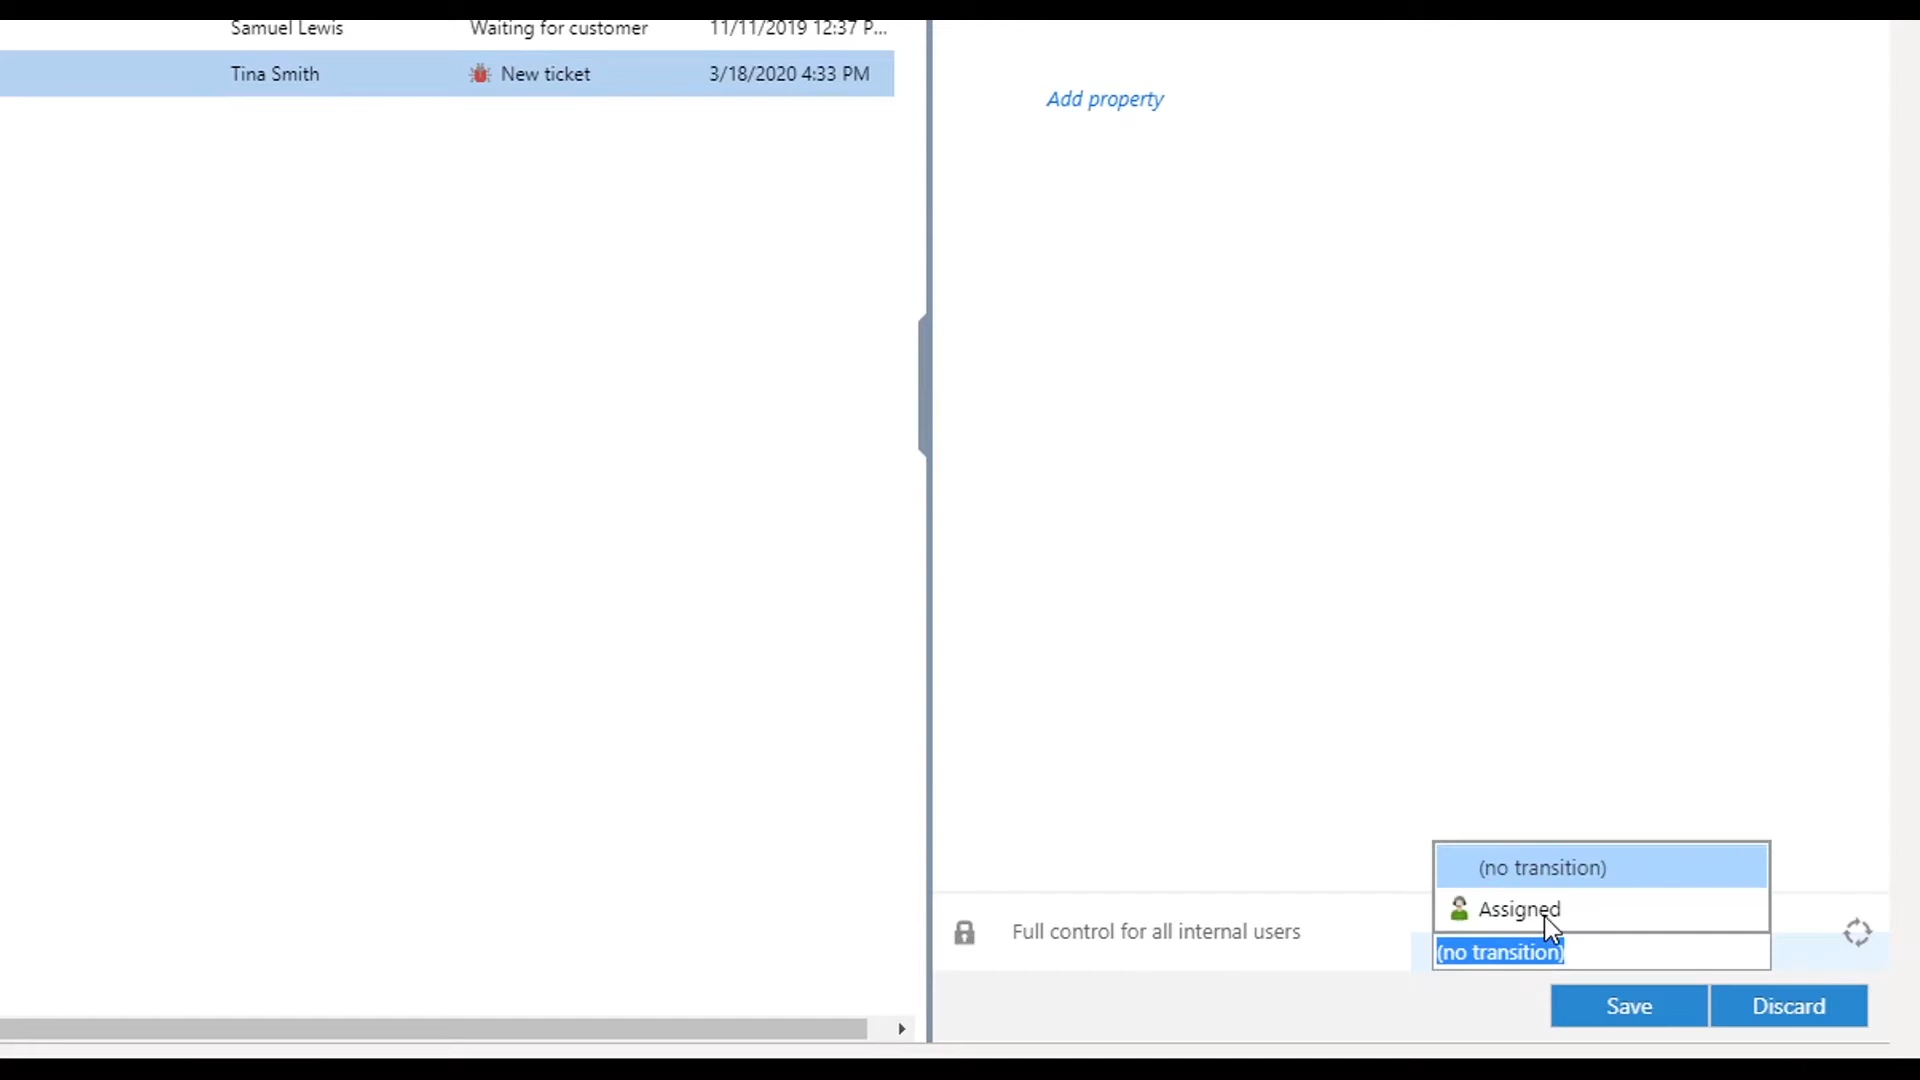 Samuel Lewis Waiting for customer 11/11/2019 12:37 P...
Tina Smith New ticket 3/18/2020 4:33 PM
Add property
(no transition)
Assigned
Full control for all internal users
(no transition)
Save Discard